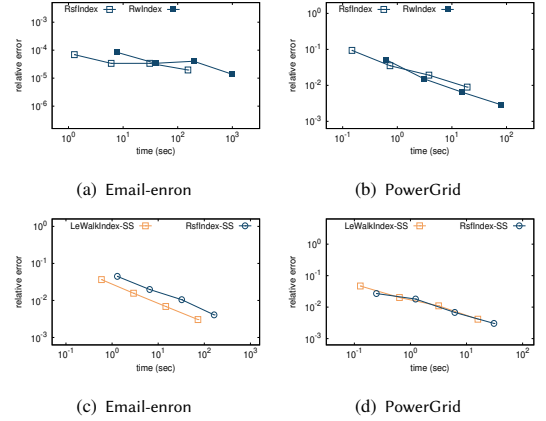 RsfIndex RwIndex
10^-3
10^-4
10^-5
10^-6
relative error
10^0 10^1 10^2 10^3
time (sec)
(a) Email-enron
RsfIndex RwIndex
10^0
10^-1
10^-2
10^-3
relative error
10^-1 10^0 10^1 10^2
time (sec)
(b) PowerGrid
LeWalkIndex-SS RsfIndex-SS
10^0
10^-1
10^-2
10^-3
relative error
10^-1 10^0 10^1 10^2 10^3
time (sec)
(c) Email-enron
LeWalkIndex-SS RsfIndex-SS
10^0
10^-1
10^-2
10^-3
relative error
10^-1 10^0 10^1 10^2
time (sec)
(d) PowerGrid